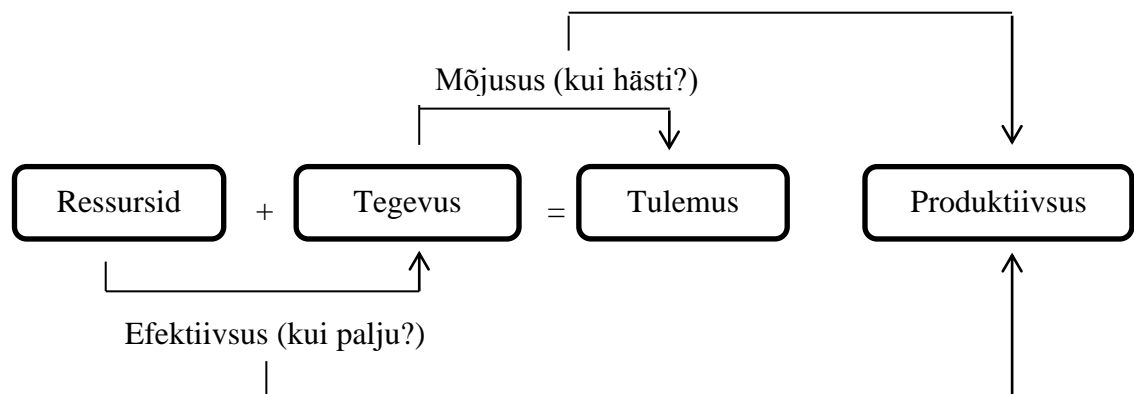 Mõjusus (kui hästi?)
Ressursid + Tegevus = Tulemus Produktiivsus
Efektiivsus (kui palju?)